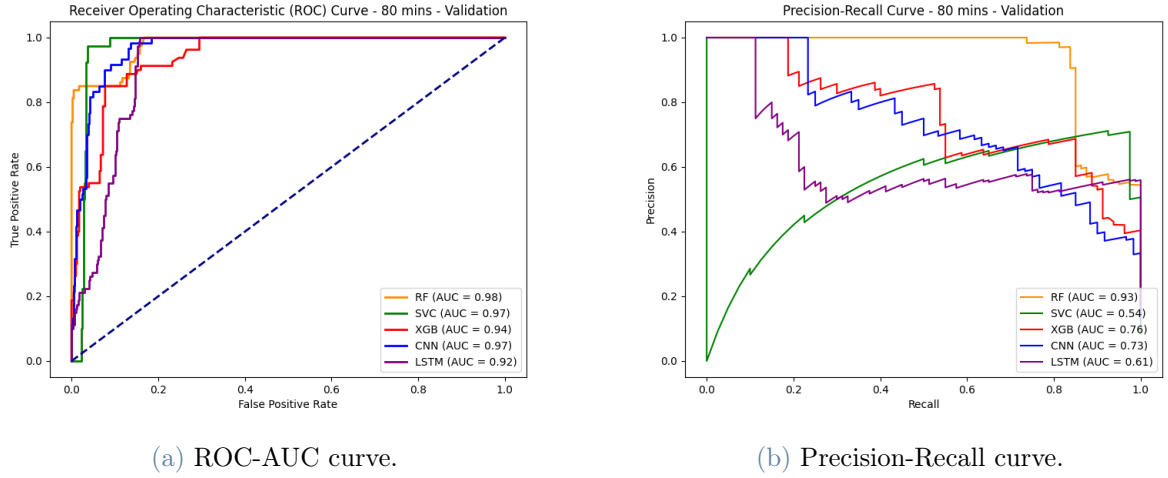 Receiver Operating Characteristic (ROC) Curve - 80 mins - Validation
True Positive Rate
1.0
0.8
0.6
0.4
0.2
0.0
0.0 0.2 0.4 0.6 0.8 1.0
False Positive Rate
RF (AUC = 0.98)
SVC (AUC = 0.97)
XGB (AUC = 0.94)
CNN (AUC = 0.97)
LSTM (AUC = 0.92)
(a) ROC-AUC curve.
Precision-Recall Curve - 80 mins - Validation
Precision
1.0
0.8
0.6
0.4
0.2
0.0
0.0 0.2 0.4 0.6 0.8 1.0
Recall
RF (AUC = 0.93)
SVC (AUC = 0.54)
XGB (AUC = 0.76)
CNN (AUC = 0.73)
LSTM (AUC = 0.61)
(b) Precision-Recall curve.